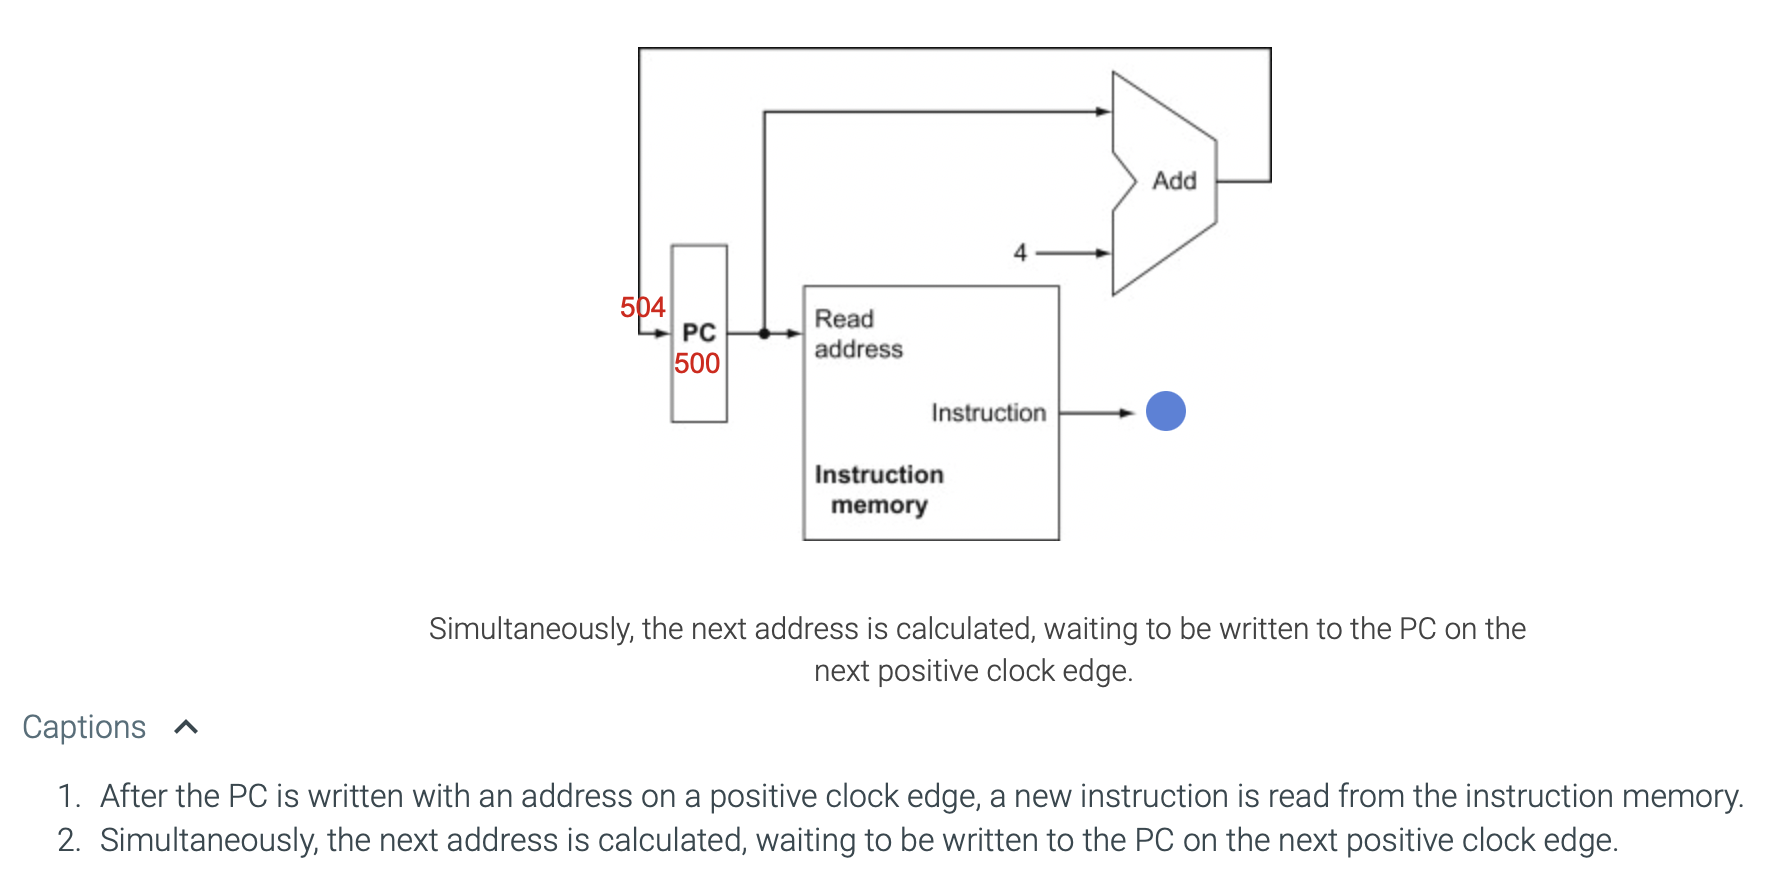 Add
4
504
PC
500
Read
address
Instruction
Instruction
memory
Simultaneously, the next address is calculated, waiting to be written to the PC on the
next positive clock edge.
Captions
1. After the PC is written with an address on a positive clock edge, a new instruction is read from the instruction memory.
2. Simultaneously, the next address is calculated, waiting to be written to the PC on the next positive clock edge.